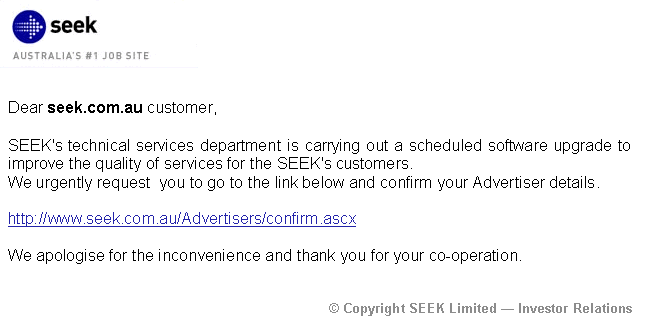 seek
AUSTRALIA'S #1 JOB SITE
Dear seek.com.au customer,
SEEK's technical services department is carrying out a scheduled software upgrade to
improve the quality of services for the SEEK's customers.
We urgently request  you to go to the link below and confirm your Advertiser details.
http://www.seek.com.au/Advertisers/confirm.ascx
We apologise for the inconvenience and thank you for your co-operation.
© Copyright SEEK Limited — Investor Relations